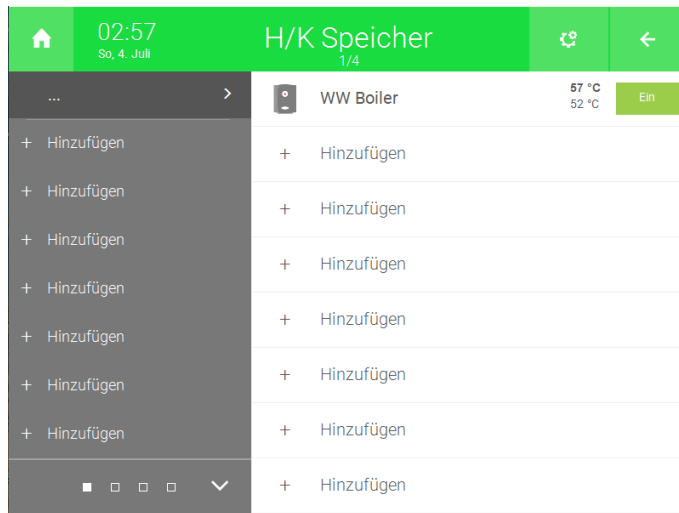 02:57
So, 4. Juli
H/K Speicher
1/4
...
+ Hinzufügen
+ Hinzufügen
+ Hinzufügen
+ Hinzufügen
+ Hinzufügen
+ Hinzufügen
+ Hinzufügen
WW Boiler
57 °C
52 °C
Ein
+ Hinzufügen
+ Hinzufügen
+ Hinzufügen
+ Hinzufügen
+ Hinzufügen
+ Hinzufügen
+ Hinzufügen